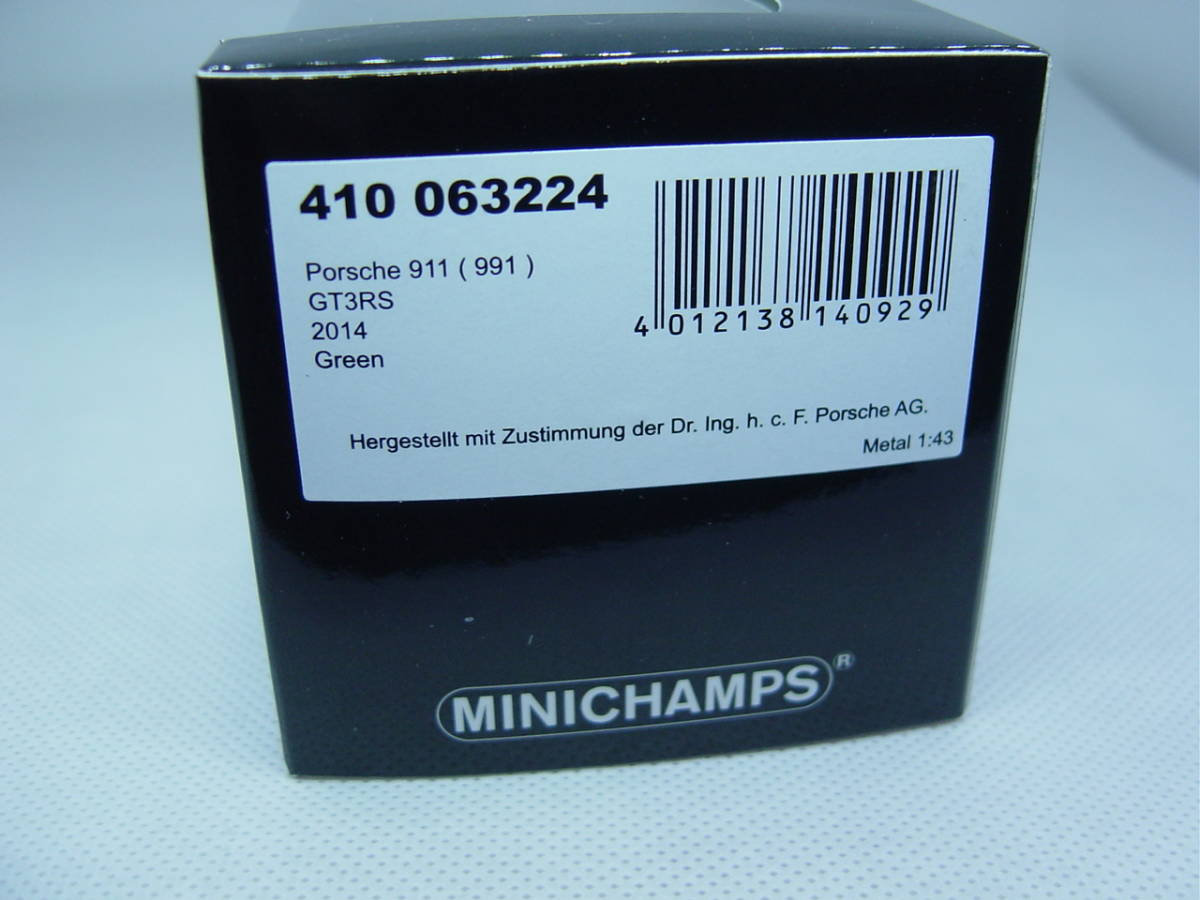 410 063224
Porsche 911 ( 991 )
GT3RS
2014
Green
4 012138 140929
Hergestellt mit Zustimmung der Dr. Ing. h. c. F. Porsche AG.
Metal 1:43
MINICHAMPS®